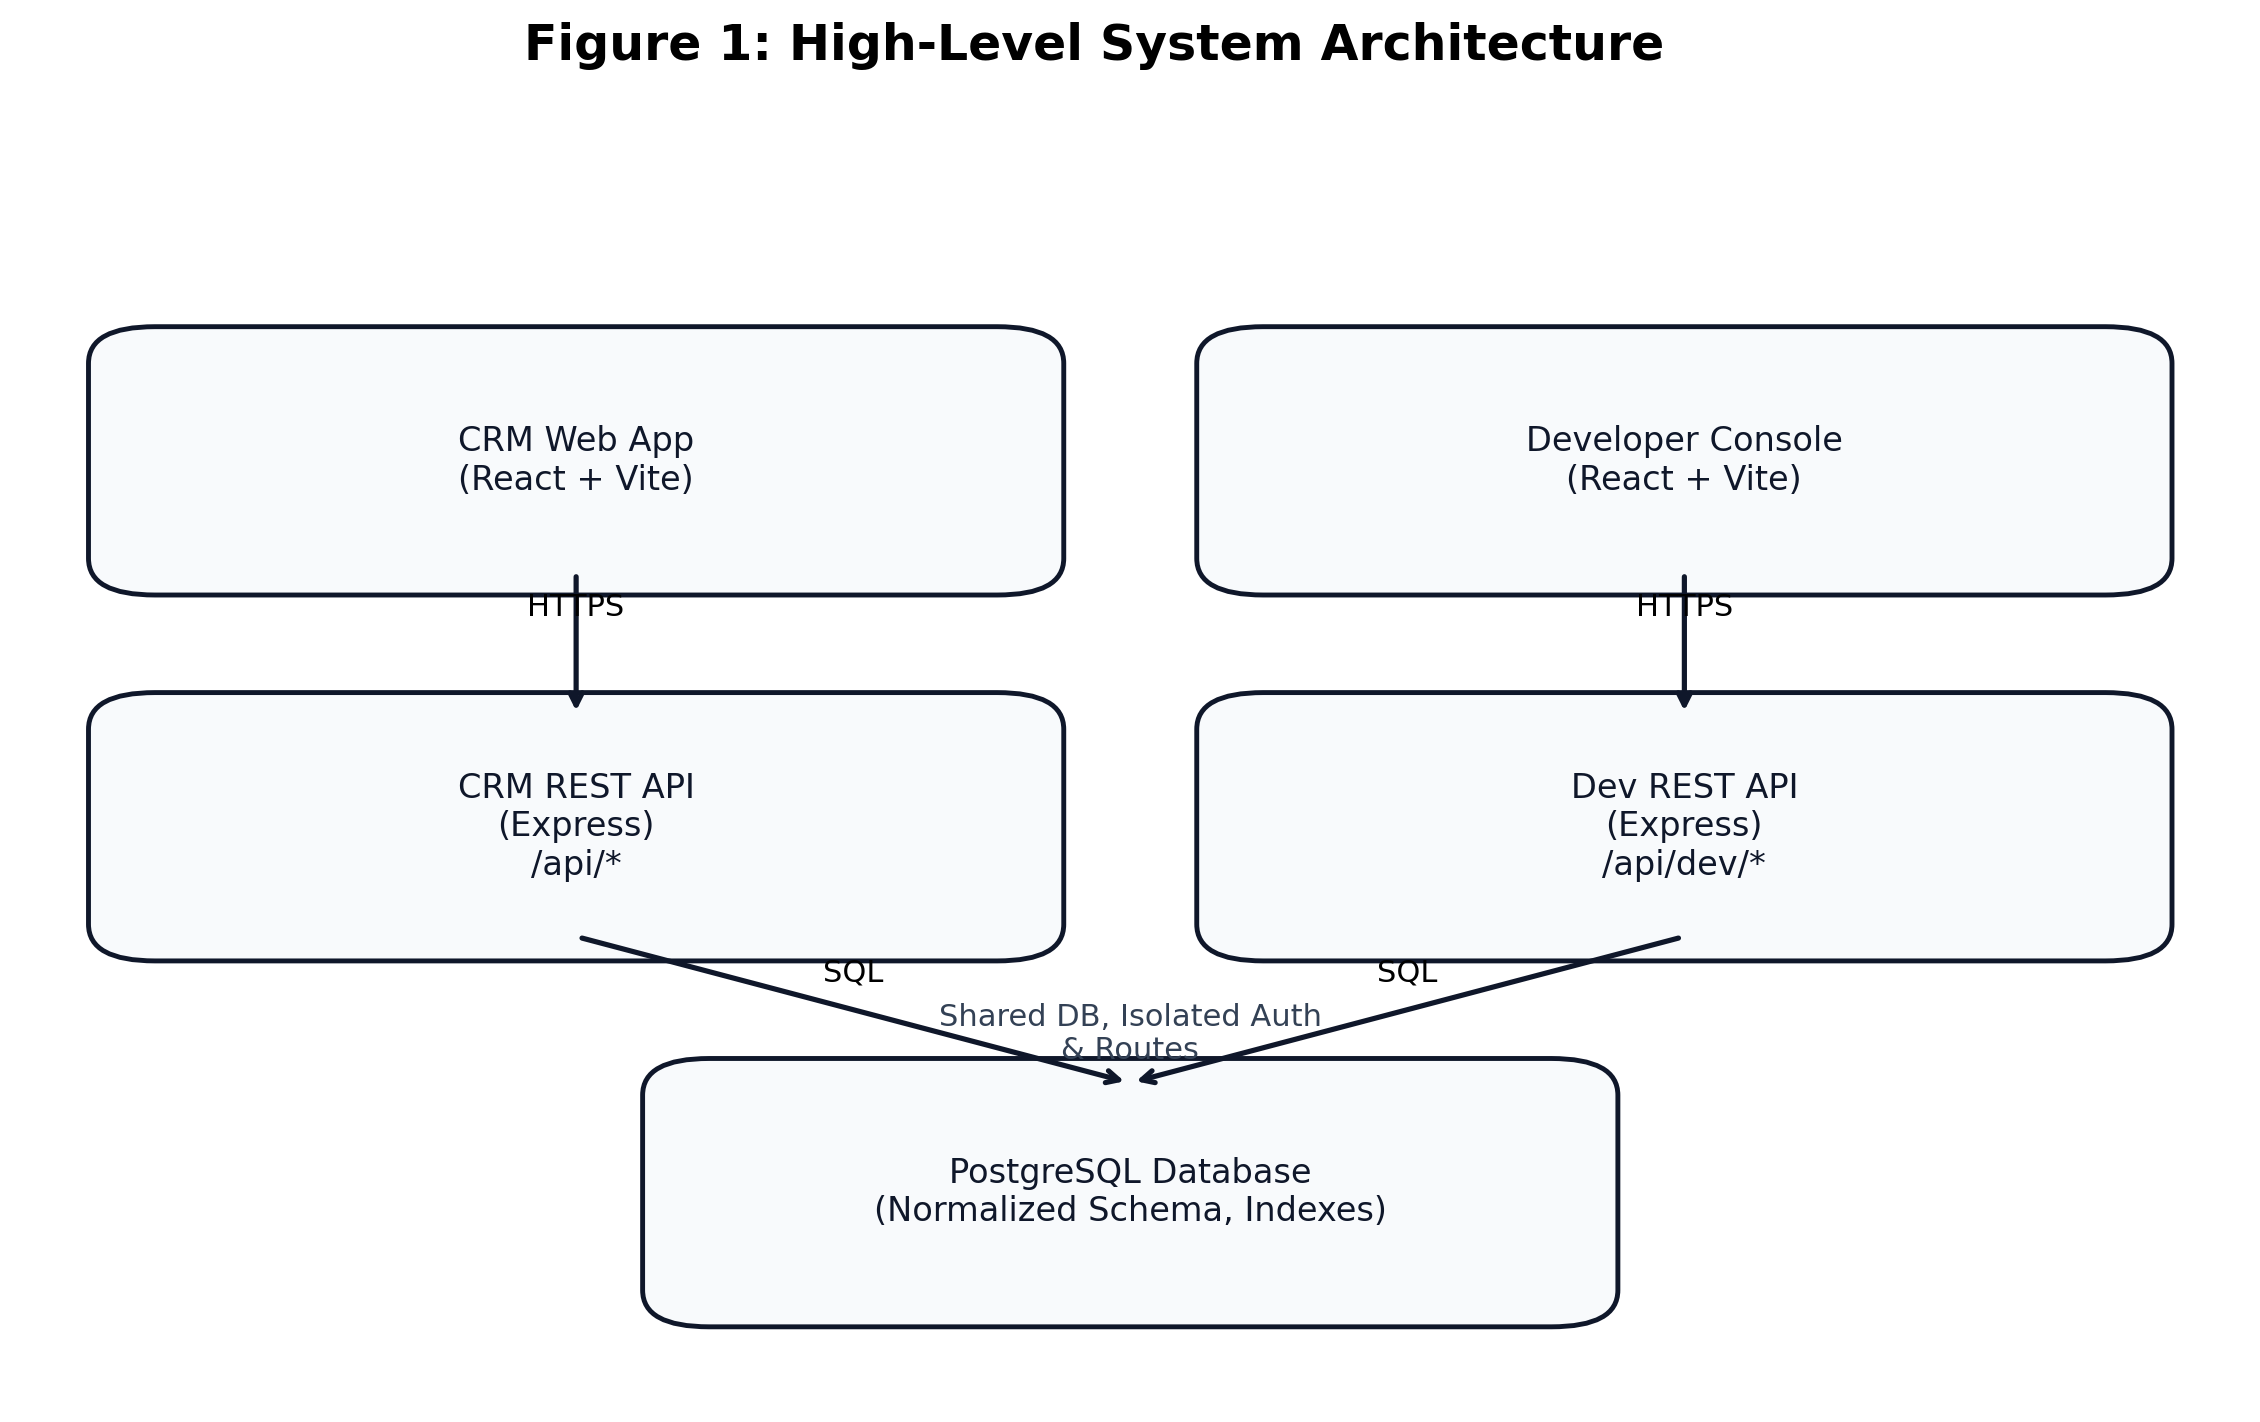 Figure 1: High-Level System Architecture
CRM Web App
(React + Vite)
Developer Console
(React + Vite)
HTTPS
HTTPS
CRM REST API
(Express)
/api/*
Dev REST API
(Express)
/api/dev/*
SQL
SQL
Shared DB, Isolated Auth
& Routes
PostgreSQL Database
(Normalized Schema, Indexes)